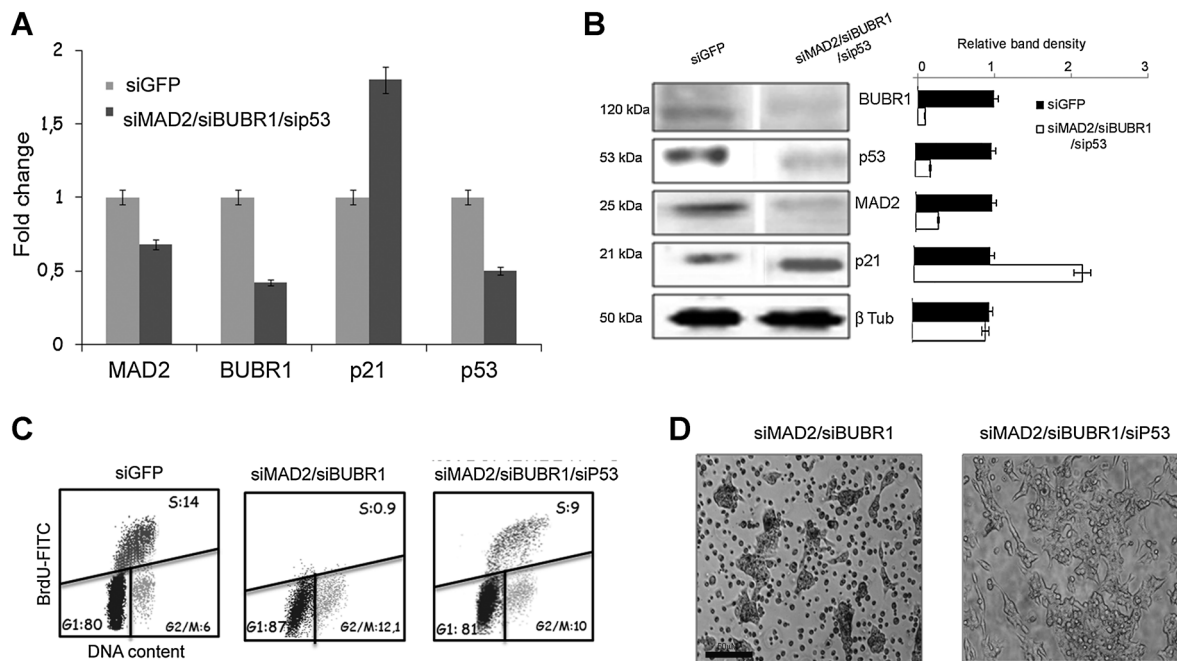 A
2
1,5
1
0,5
0
Fold change
siGFP
siMAD2/siBUBR1/sip53
MAD2 BUBR1 p21 p53
B
siGFP
siMAD2/siBUBR1
/sip53
Relative band density
0 1 2 3
120 kDa BUBR1
53 kDa p53
25 kDa MAD2
21 kDa p21
50 kDa β Tub
siGFP
siMAD2/siBUBR1
/sip53
C
siGFP
siMAD2/siBUBR1
siMAD2/siBUBR1/siP53
BrdU-FITC
S:14
G1:80
G2/M:6
S:0.9
G1:87
G2/M:12,1
S:9
G1: 81
G2/M:10
DNA content
D
siMAD2/siBUBR1
siMAD2/siBUBR1/siP53